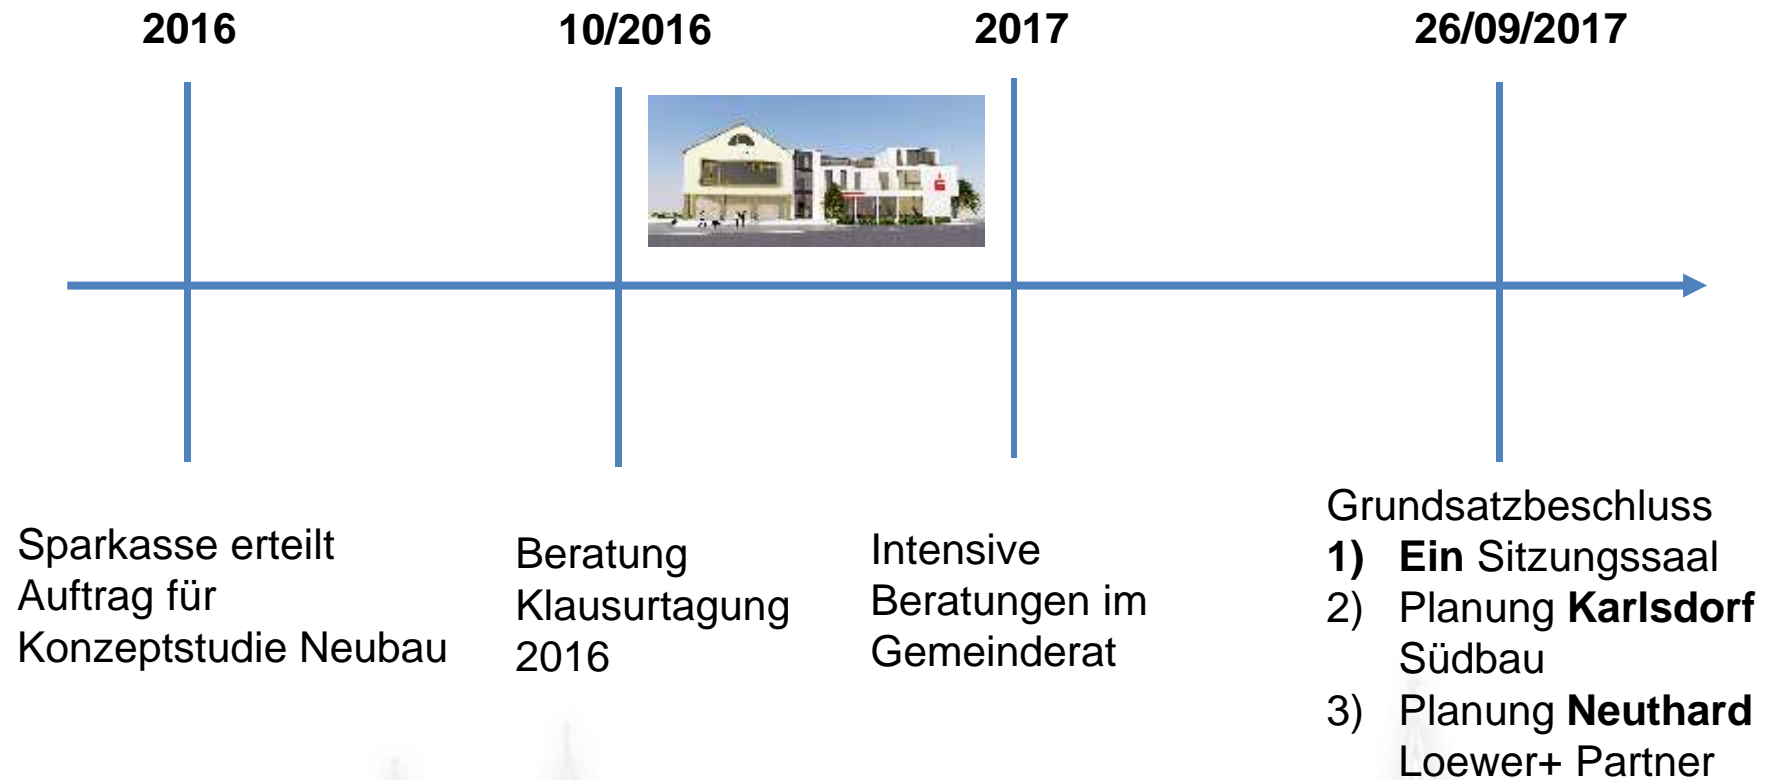 2016
10/2016
2017
26/09/2017
Sparkasse erteilt
Auftrag für
Konzeptstudie Neubau
Beratung
Klausurtagung
2016
Intensive
Beratungen im
Gemeinderat
Grundsatzbeschluss
1) Ein Sitzungssaal
2) Planung Karlsdorf
Südbau
3) Planung Neuthard
Loewer+ Partner